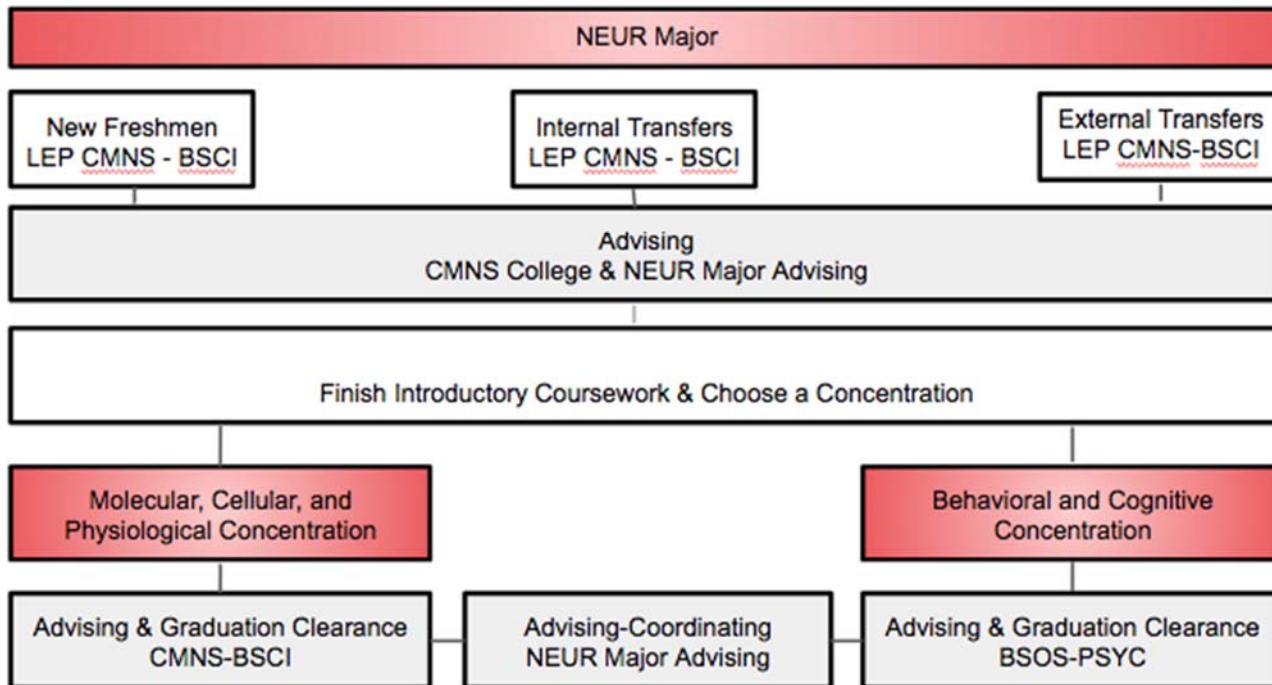 NEUR Major
New Freshmen
LEP CMNS - BSCI
Internal Transfers
LEP CMNS - BSCI
External Transfers
LEP CMNS-BSCI
Advising
CMNS College & NEUR Major Advising
Finish Introductory Coursework & Choose a Concentration
Molecular, Cellular, and
Physiological Concentration
Behavioral and Cognitive
Concentration
Advising & Graduation Clearance
CMNS-BSCI
Advising-Coordinating
NEUR Major Advising
Advising & Graduation Clearance
BSOS-PSYC